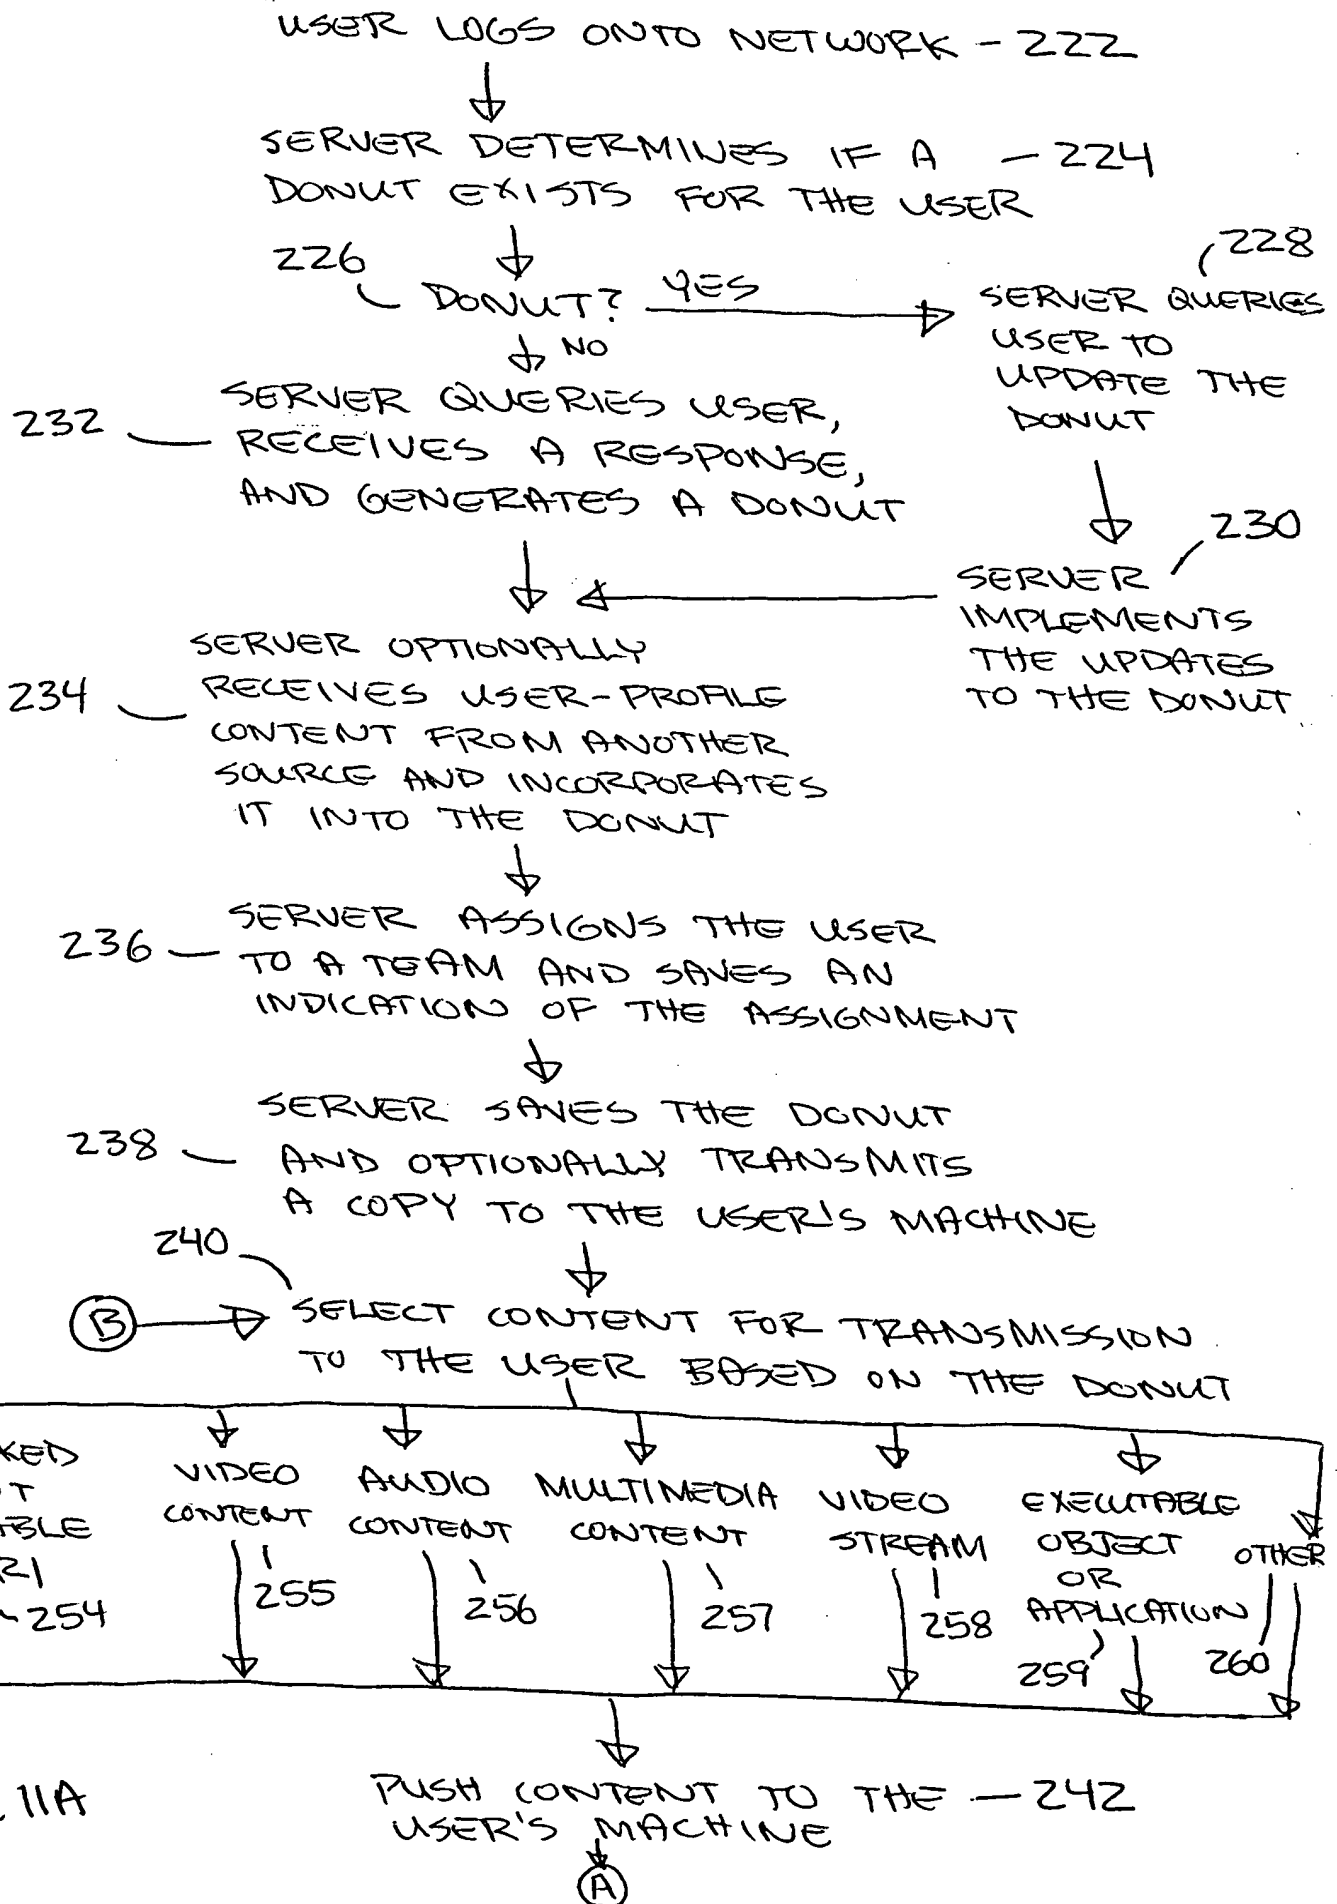 USER LOGS ONTO NETWORK - 222
SERVER DETERMINES IF A - 224
DONUT EXISTS FOR THE USER
226
228
DONUT?
YES
NO
SERVER QUERIES
USER TO
UPDATE THE
DONUT
232
SERVER QUERIES USER,
RECEIVES A RESPONSE,
AND GENERATES A DONUT
230
SERVER
IMPLEMENTS
THE UPDATES
TO THE DONUT
234
SERVER OPTIONALLY
RECEIVES USER-PROFILE
CONTENT FROM ANOTHER
SOURCE AND INCORPORATES
IT INTO THE DONUT
236
SERVER ASSIGNS THE USER
TO A TEAM AND SAVES AN
INDICATION OF THE ASSIGNMENT
238
SERVER SAVES THE DONUT
AND OPTIONALLY TRANSMITS
A COPY TO THE USER'S MACHINE
240
B
SELECT CONTENT FOR TRANSMISSION
TO THE USER BASED ON THE DONUT
254
VIDEO
CONTENT
255
AUDIO
CONTENT
256
MULTIMEDIA
CONTENT
257
VIDEO
STREAM
258
EXECUTABLE
OBJECT
OR
APPLICATION
259
OTHER
260
11A
PUSH CONTENT TO THE - 242
USER'S MACHINE
A